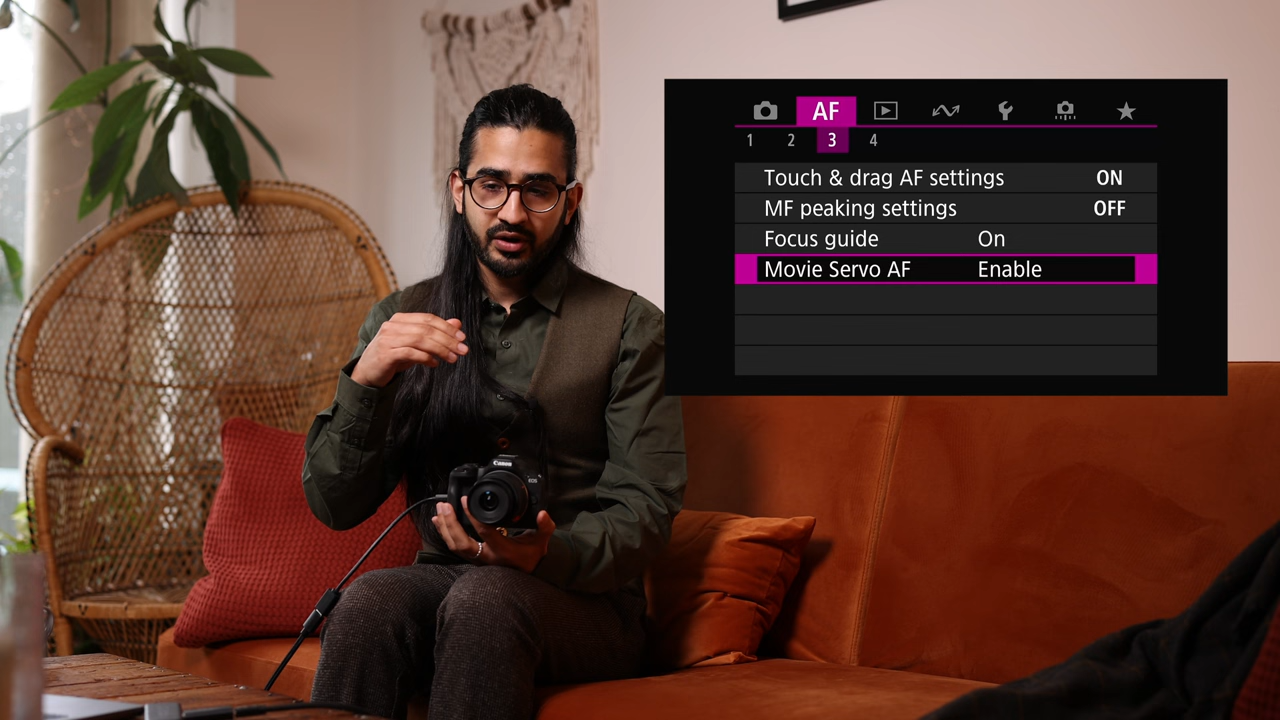 AF
1 2 3 4
Touch & drag AF settings ON
MF peaking settings OFF
Focus guide On
Movie Servo AF Enable
Canon
EOS